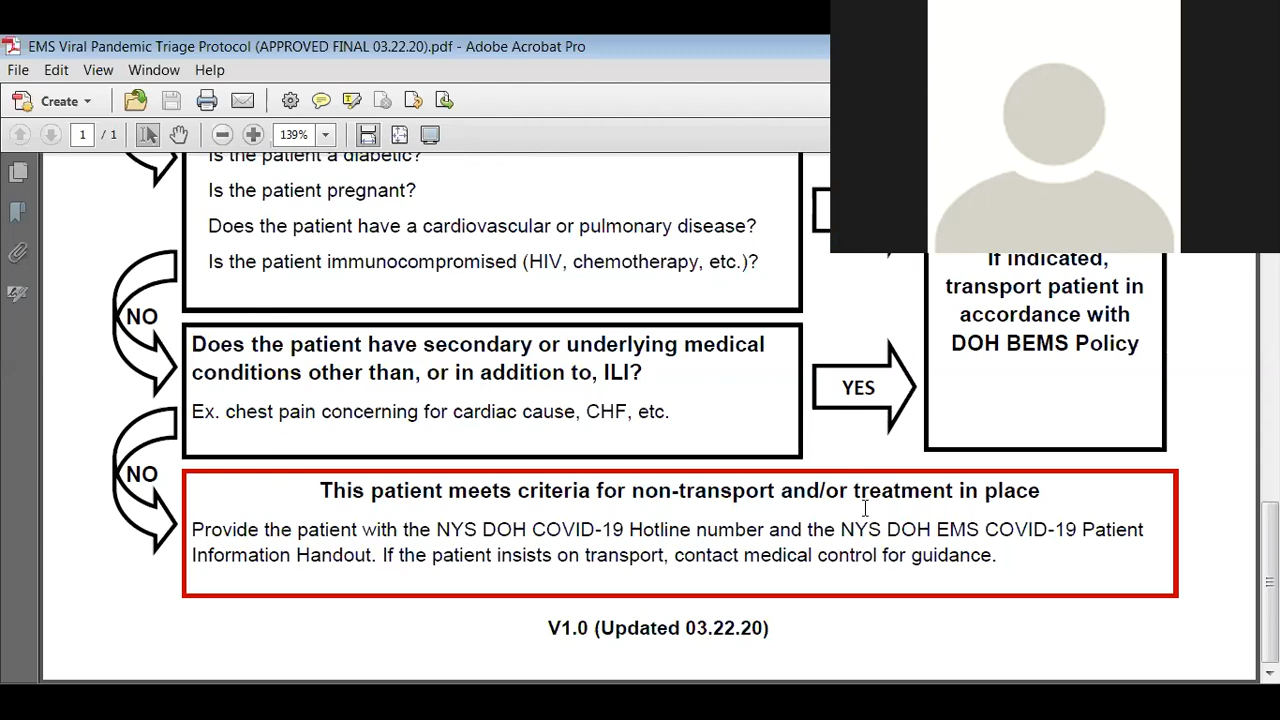 EMS Viral Pandemic Triage Protocol (APPROVED FINAL 03.22.20).pdf - Adobe Acrobat Pro
File Edit View Window Help
Create
1 / 1 139%
Is the patient a diabetic?
Is the patient pregnant?
Does the patient have a cardiovascular or pulmonary disease?
Is the patient immunocompromised (HIV, chemotherapy, etc.)?
If indicated,
transport patient in
accordance with
DOH BEMS Policy
NO
Does the patient have secondary or underlying medical
conditions other than, or in addition to, ILI?
Ex. chest pain concerning for cardiac cause, CHF, etc.
YES
NO
This patient meets criteria for non-transport and/or treatment in place
Provide the patient with the NYS DOH COVID-19 Hotline number and the NYS DOH EMS COVID-19 Patient
Information Handout. If the patient insists on transport, contact medical control for guidance.
V1.0 (Updated 03.22.20)